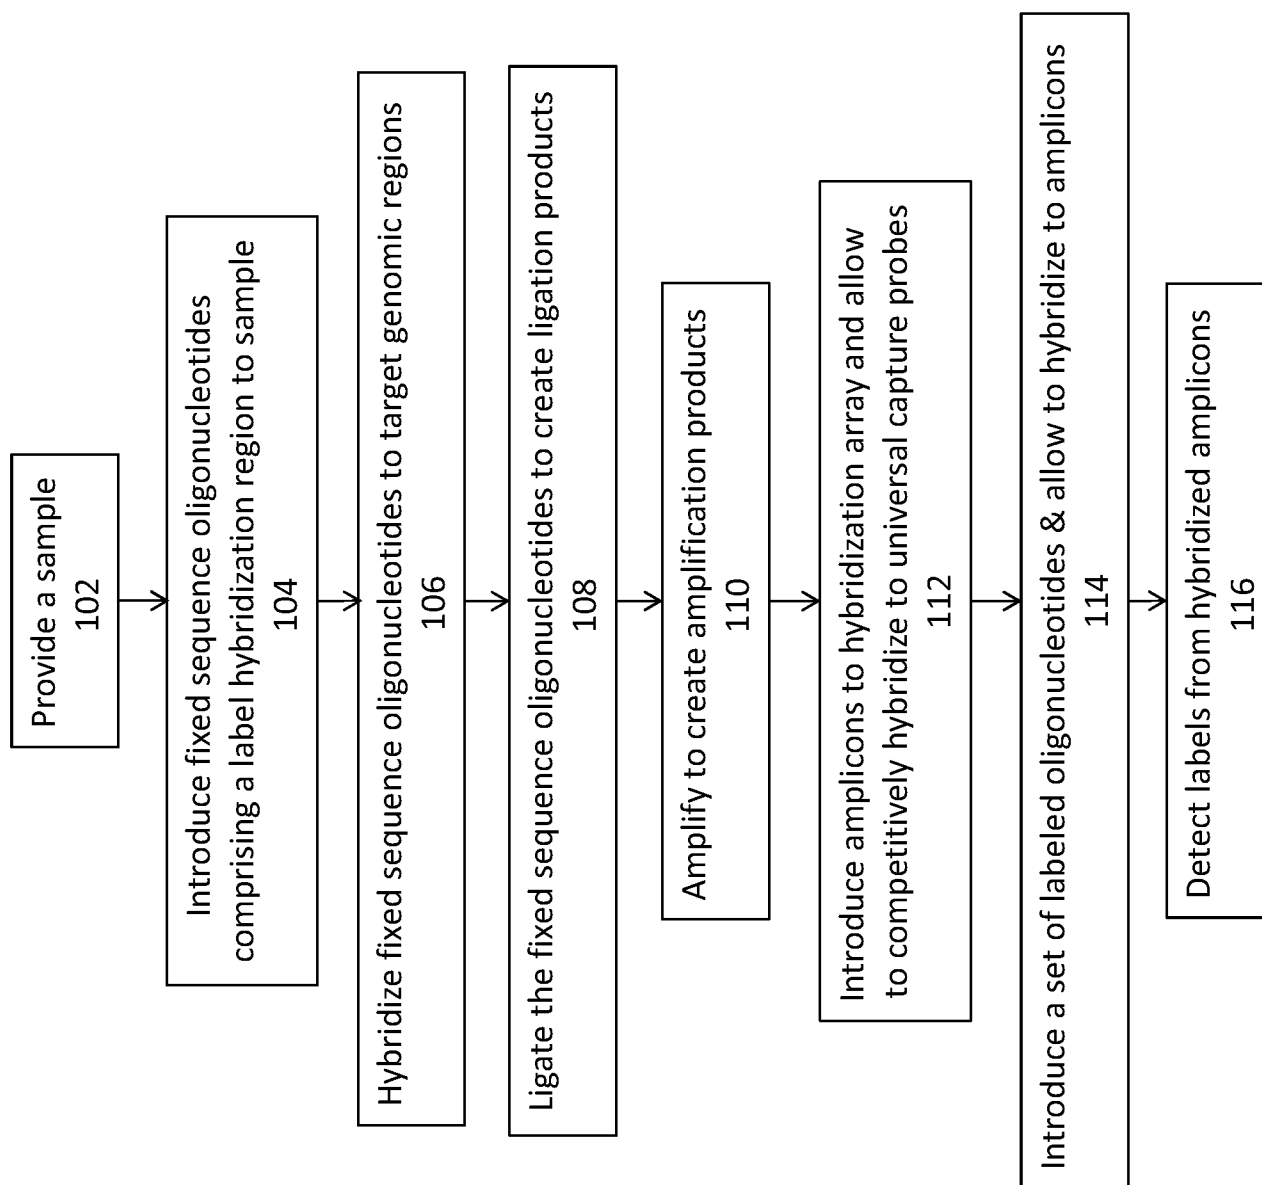 Provide a sample
102
Introduce fixed sequence oligonucleotides
comprising a label hybridization region to sample
104
Hybridize fixed sequence oligonucleotides to target genomic regions
106
Ligate the fixed sequence oligonucleotides to create ligation products
108
Amplify to create amplification products
110
Introduce amplicons to hybridization array and allow
to competitively hybridize to universal capture probes
112
Introduce a set of labeled oligonucleotides & allow to hybridize to amplicons
114
Detect labels from hybridized amplicons
116